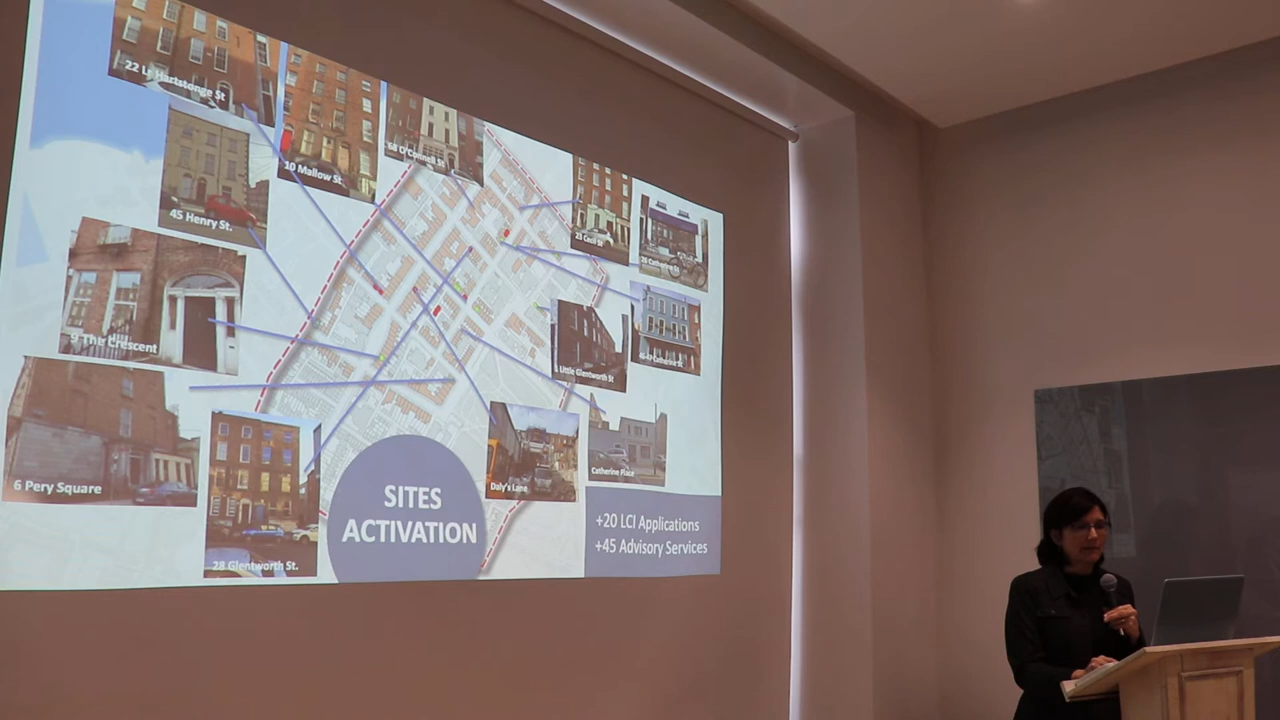 22 Lr Hartstonge St
10 Mallow St.
68 O'Connell St
45 Henry St.
23 Cecil St
9 The Crescent
Little Glentworth St
6 Pery Square
28 Glentworth St.
Daly's Lane
Catherine Place
SITES
ACTIVATION
+20 LCI Applications
+45 Advisory Services